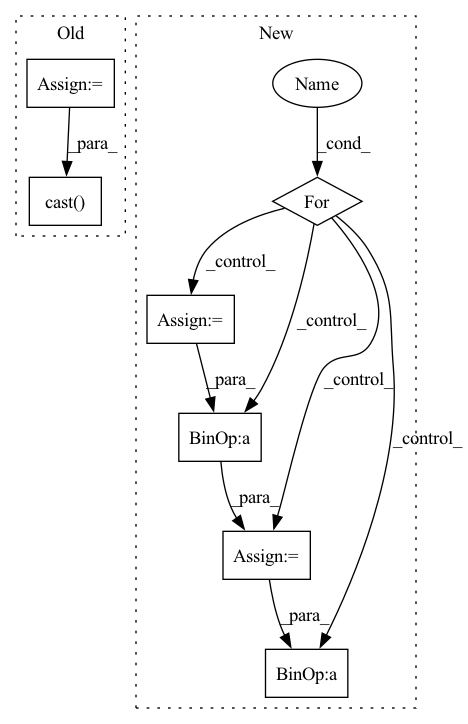 Old
New
Assign:=
Name
_para_
_cond_
cast()
For
_control_
Assign:=
_control_
_para_
_control_
BinOp:a
_control_
_para_
Assign:=
_para_
BinOp:a